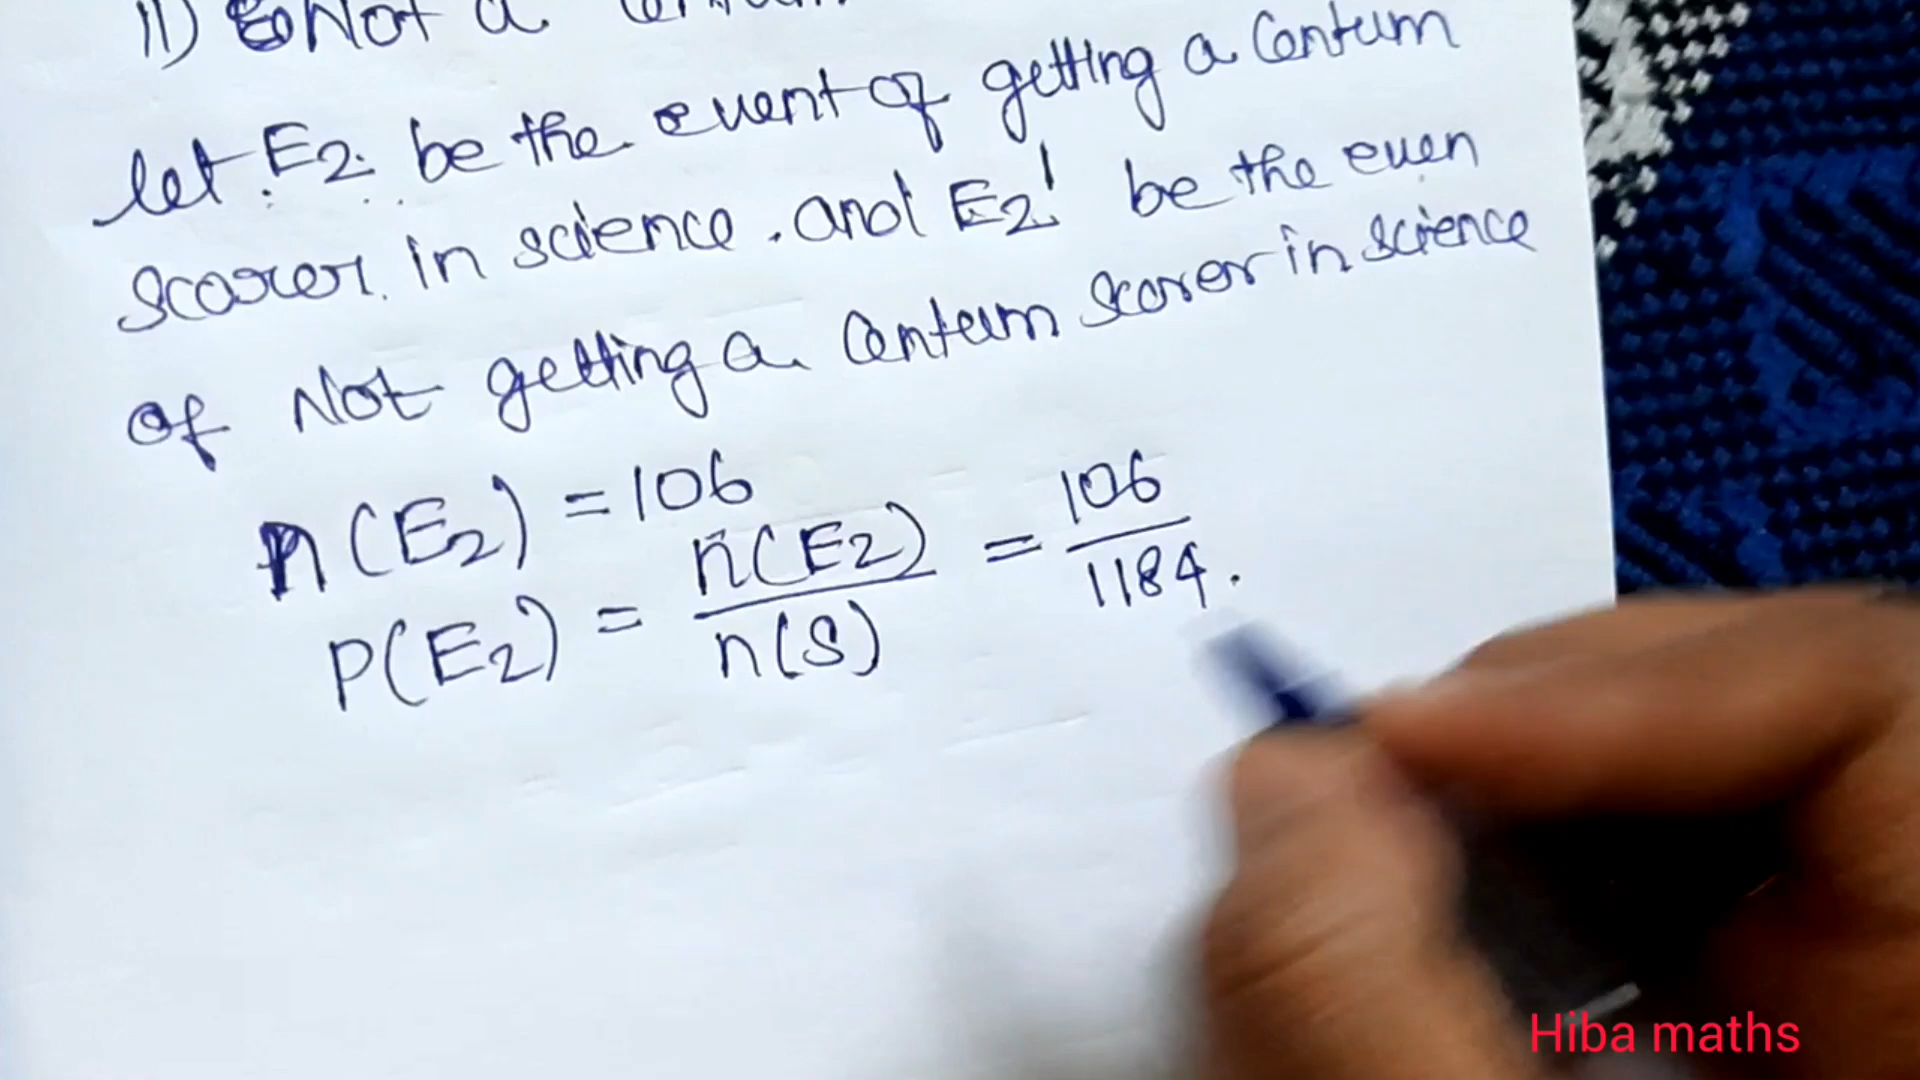 II) Not a
let E2 be the event of getting a Centum
Scorer in science. and E2' be the even
of Not getting a Centum Scorer in science
n(E2) = 106
P(E2) = n(E2) / n(S) = 106 / 1184.
Hiba maths